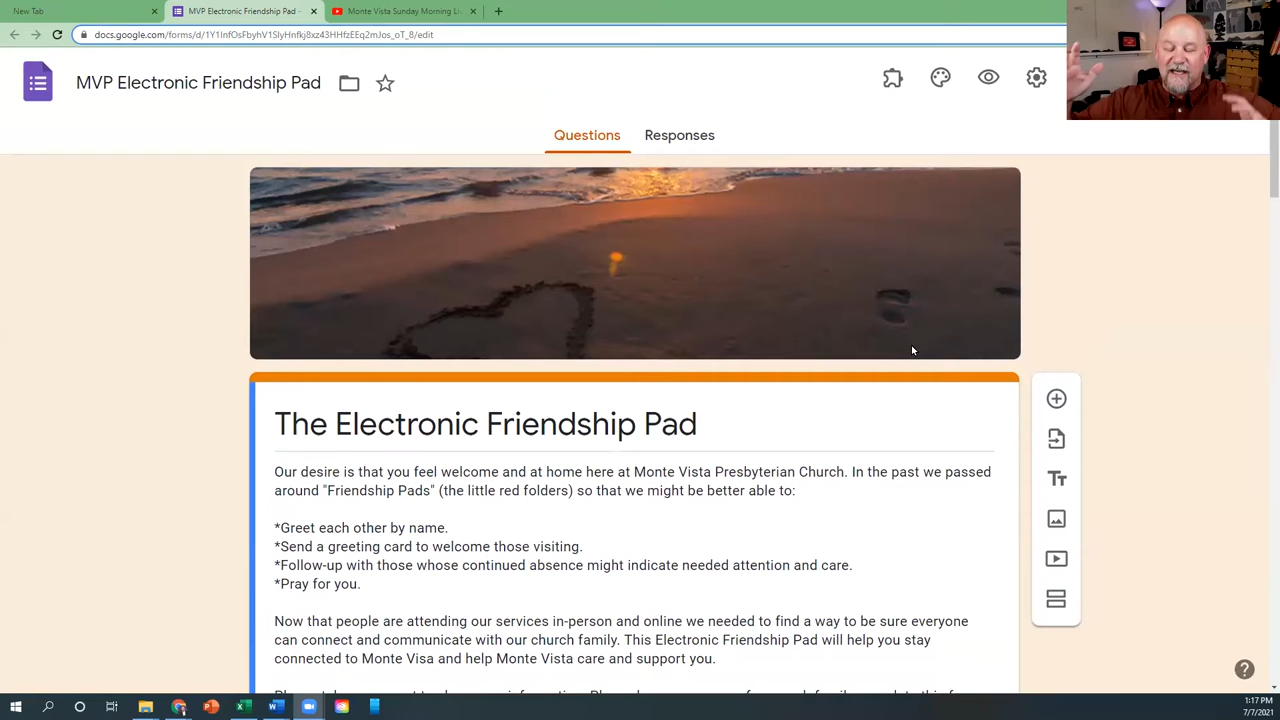 New Tab
MVP Electronic Friendship Pad -
Monte Vista Sunday Morning Li
docs.google.com/forms/d/1Y1InfOsFbyhV1SlyHnfkj8xz43HHfzEEq2mJos_oT_8/edit
MVP Electronic Friendship Pad
Questions
Responses
The Electronic Friendship Pad
Our desire is that you feel welcome and at home here at Monte Vista Presbyterian Church. In the past we passed
around "Friendship Pads" (the little red folders) so that we might be better able to:
*Greet each other by name.
*Send a greeting card to welcome those visiting.
*Follow-up with those whose continued absence might indicate needed attention and care.
*Pray for you.
Now that people are attending our services in-person and online we needed to find a way to be sure everyone
can connect and communicate with our church family. This Electronic Friendship Pad will help you stay
connected to Monte Visa and help Monte Vista care and support you.
1:17 PM
7/7/2021